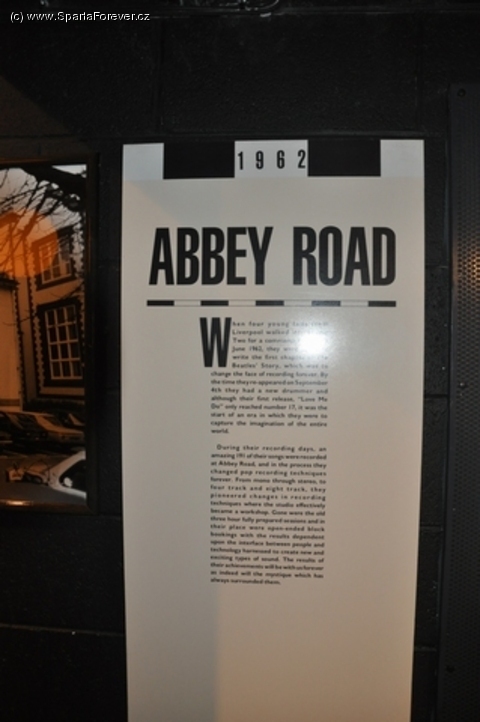 (c) www.SpartaForever.cz
1962
ABBEY ROAD
When four young lads from
Liverpool walked
Two for a
June 1962, they
write the first
Beatles' Story, which was to
change the face of recording forever. By
the time they re-appeared on September
4th they had a new drummer and
although their first release, "Love Me
Do" only reached number 17, it was the
start of an era in which they were to
capture the imagination of the entire
world.
During their recording days, an
amazing 191 of their songs were recorded
at Abbey Road, and in the process they
changed pop recording techniques
forever. From mono through stereo, to
four track and eight track, they
pioneered changes in recording
techniques where the studio effectively
became a workshop. Gone were the old
three hour fully prepared sessions and in
their place were open-ended block
bookings with the results dependent
upon the interface between people and
technology harnessed to create new and
exciting types of sound. The results of
their achievements will be with us forever
as indeed will the mystique which has
always surrounded them.